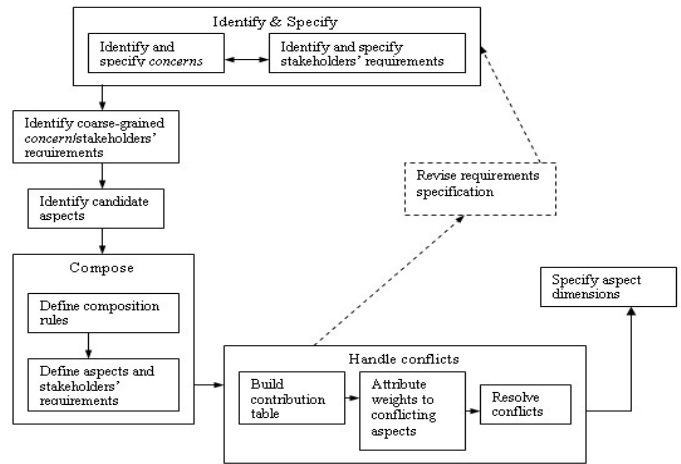 Identify & Specify
Identify and
specify concerns
Identify and specify
stakeholders' requirements
Identify coarse-grained
concern/stakeholders'
requirements
Revise requirements
specification
Identify candidate
aspects
Compose
Define composition
rules
Define aspects and
stakeholders'
requirements
Specify aspect
dimensions
Handle conflicts
Build
contribution
table
Attribute
weights to
conflicting
aspects
Resolve
conflicts